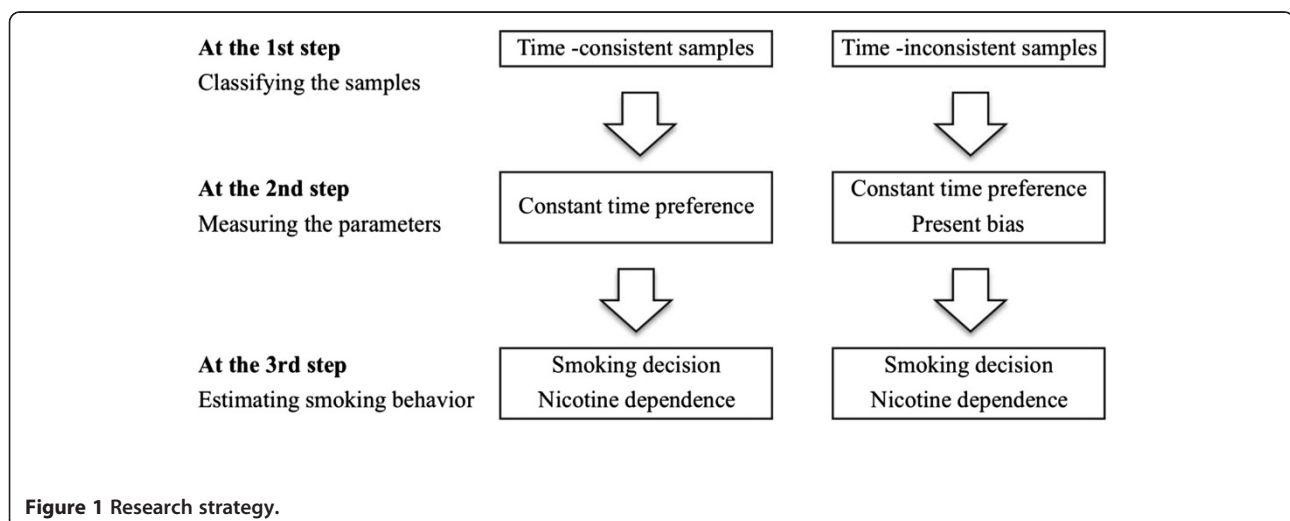 At the 1st step
Classifying the samples
Time -consistent samples
Time -inconsistent samples
At the 2nd step
Measuring the parameters
Constant time preference
Constant time preference
Present bias
At the 3rd step
Estimating smoking behavior
Smoking decision
Nicotine dependence
Smoking decision
Nicotine dependence
Figure 1 Research strategy.